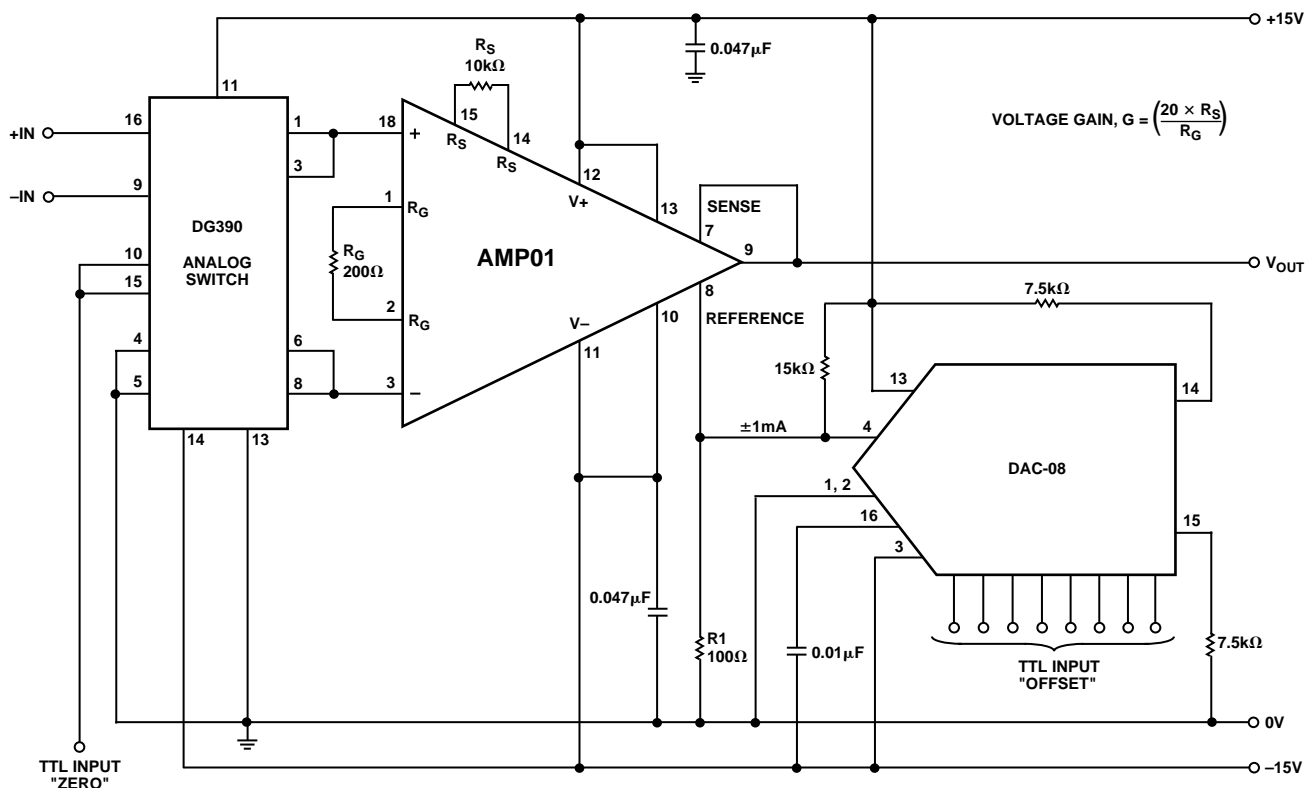 +15V
0.047μF
VOLTAGE GAIN, G = (20 × RS / RG)
RS
10kΩ
15
RS
14
RS
11
+IN
16
–IN
9
10
15
4
5
1
3
6
8
14
13
DG390
ANALOG
SWITCH
18
+
1
RG
RG
200Ω
2
RG
3
–
AMP01
12
V+
13
SENSE
7
9
VOUT
8
REFERENCE
10
V–
11
7.5kΩ
15kΩ
13
14
±1mA
4
DAC-08
1, 2
16
3
15
0.047μF
R1
100Ω
0.01μF
TTL INPUT
"OFFSET"
7.5kΩ
0V
TTL INPUT
"ZERO"
–15V